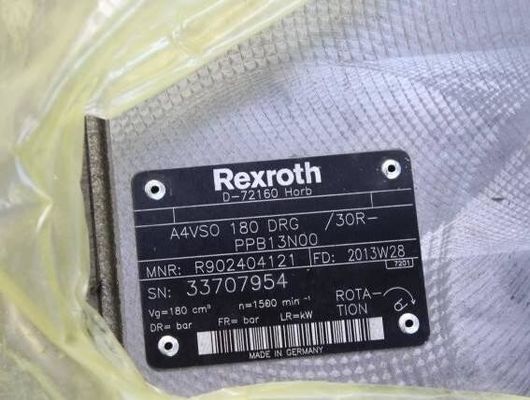 Rexroth
D-72160 Horb
A4VSO 180 DRG /30R-
PPB13N00
MNR: R902404121 FD: 2013W28
7201
SN: 33707954
Vg=180 cm³ n=1500 min⁻¹ ROTA-
TION
DR= bar FR= bar LR=kW
MADE IN GERMANY